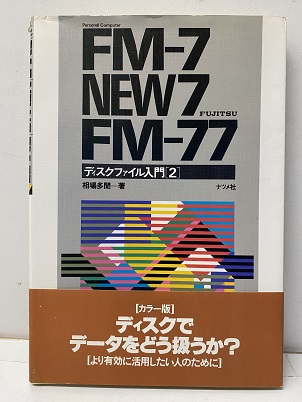 Personal Computer
FM-7
NEW7
FUJITSU
FM-77
ディスクファイル入門[2]
相場多聞—著
ナツメ社
[カラー版]
ディスクで
データをどう扱うか?
[より有効に活用したい人のために]